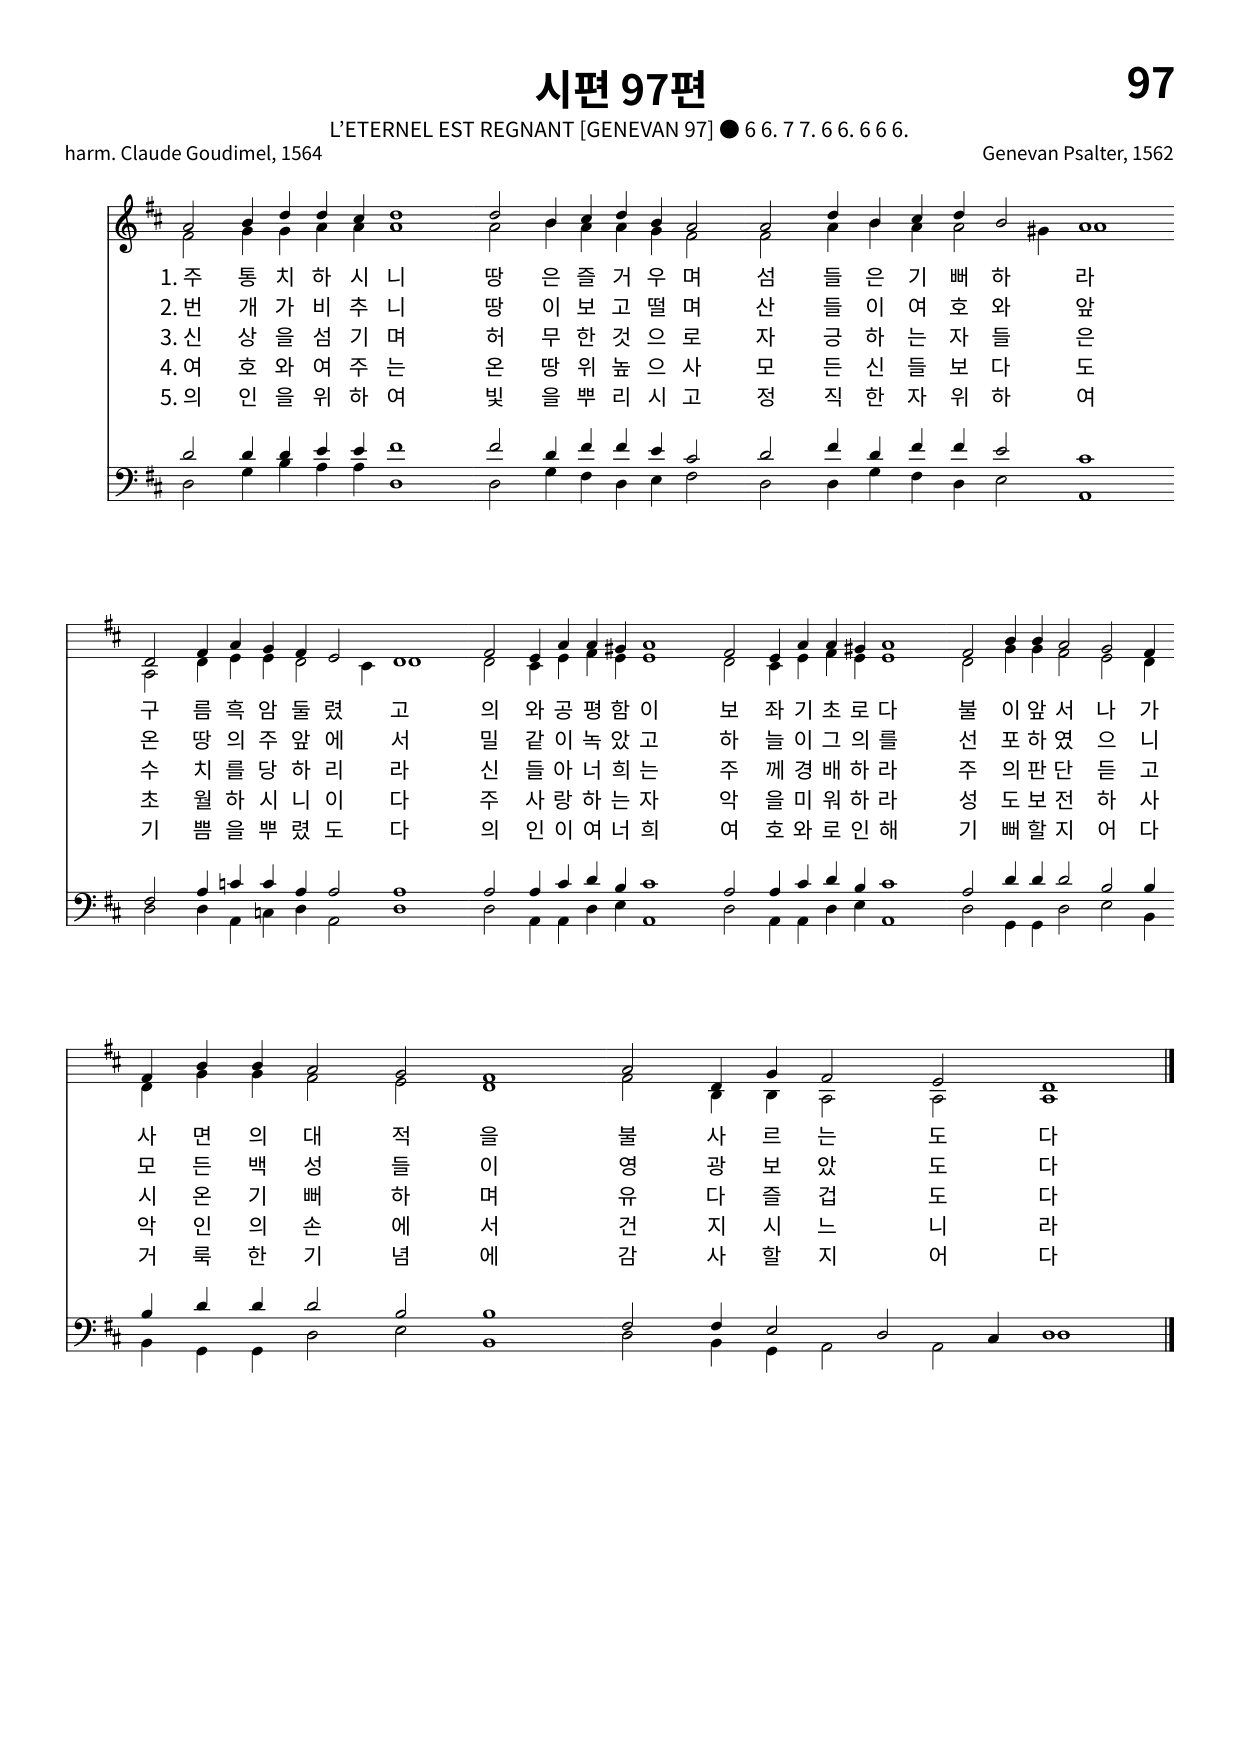 시편 97편
97
L’ETERNEL EST REGNANT [GENEVAN 97] ● 6 6. 7 7. 6 6. 6 6 6.
harm. Claude Goudimel, 1564
Genevan Psalter, 1562
1. 주 통 치 하 시 니 땅 은 즐 거 우 며 섬 들 은 기 뻐 하 라
2. 번 개 가 비 추 니 땅 이 보 고 떨 며 산 들 이 여 호 와 앞
3. 신 상 을 섬 기 며 허 무 한 것 으 로 자 긍 하 는 자 들 은
4. 여 호 와 여 주 는 온 땅 위 높 으 사 모 든 신 들 보 다 도
5. 의 인 을 위 하 여 빛 을 뿌 리 시 고 정 직 한 자 위 하 여
구 름 흑 암 둘 렸 고 의 와 공 평 함 이 보 좌 기 초 로 다 불 이 앞 서 나 가
온 땅 의 주 앞 에 서 밀 같 이 녹 았 고 하 늘 이 그 의 를 선 포 하 였 으 니
수 치 를 당 하 리 라 신 들 아 너 희 는 주 께 경 배 하 라 주 의 판 단 듣 고
초 월 하 시 니 이 다 주 사 랑 하 는 자 악 을 미 워 하 라 성 도 보 전 하 사
기 쁨 을 뿌 렸 도 다 의 인 이 여 너 희 여 호 와 로 인 해 기 뻐 할 지 어 다
사 면 의 대 적 을 불 사 르 는 도 다
모 든 백 성 들 이 영 광 보 았 도 다
시 온 기 뻐 하 며 유 다 즐 겁 도 다
악 인 의 손 에 서 건 지 시 느 니 라
거 룩 한 기 념 에 감 사 할 지 어 다